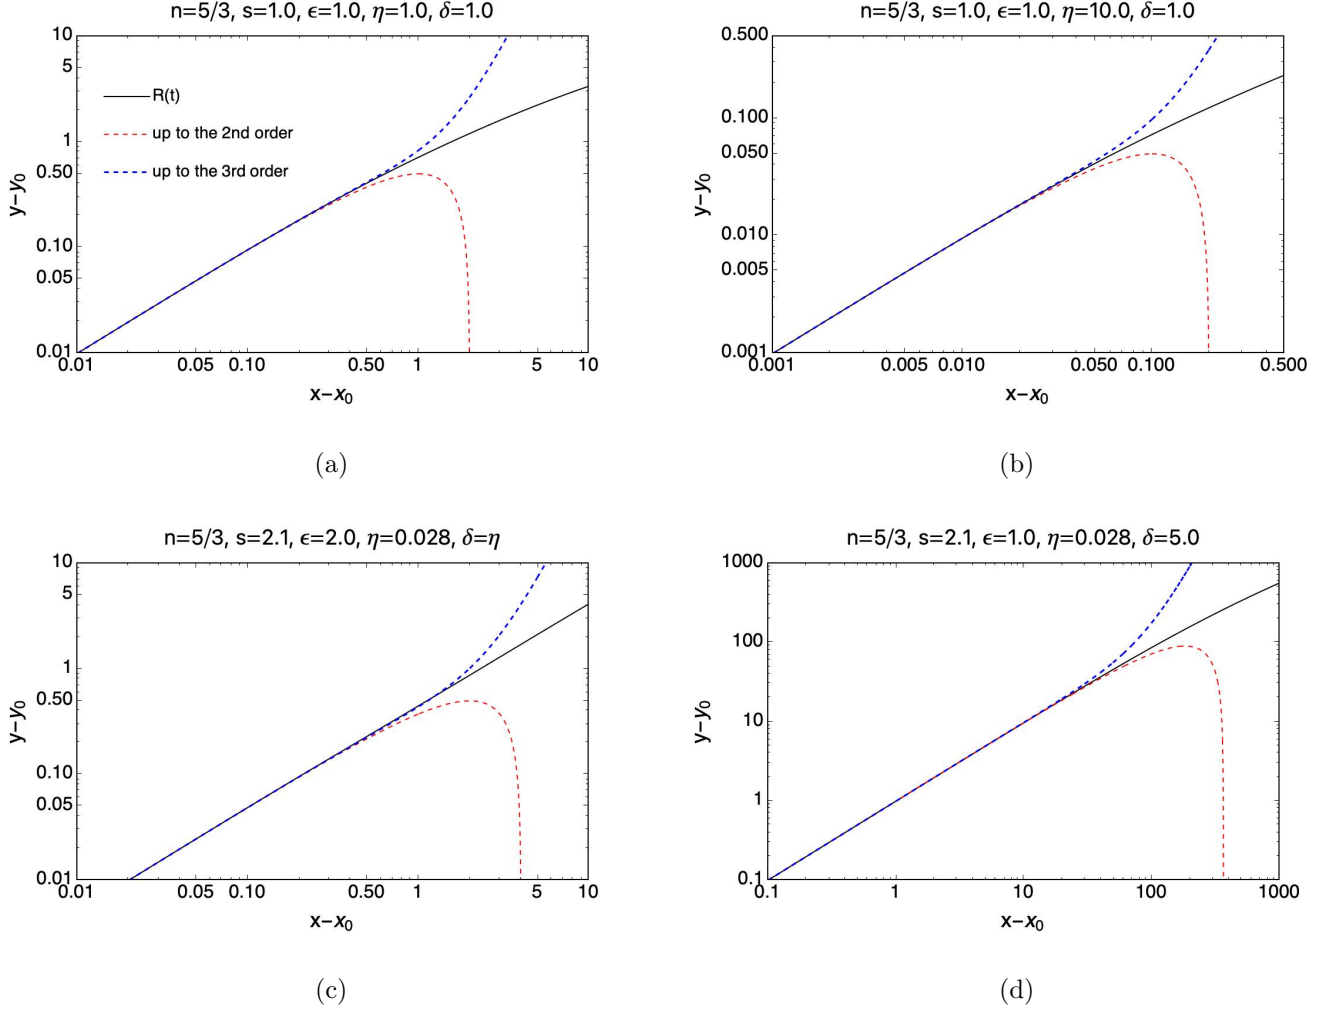 n=5/3, s=1.0, ϵ=1.0, η=1.0, δ=1.0
10
5
1
0.50
0.10
0.05
0.01
y−y₀
R(t)
up to the 2nd order
up to the 3rd order
0.01 0.05 0.10 0.50 1 5 10
x−x₀
(a)
n=5/3, s=1.0, ϵ=1.0, η=10.0, δ=1.0
0.500
0.100
0.050
0.010
0.005
0.001
y−y₀
0.001 0.005 0.010 0.050 0.100 0.500
x−x₀
(b)
n=5/3, s=2.1, ϵ=2.0, η=0.028, δ=η
10
5
1
0.50
0.10
0.05
0.01
y−y₀
0.01 0.05 0.10 0.50 1 5 10
x−x₀
(c)
n=5/3, s=2.1, ϵ=1.0, η=0.028, δ=5.0
1000
100
10
1
0.1
y−y₀
0.1 1 10 100 1000
x−x₀
(d)